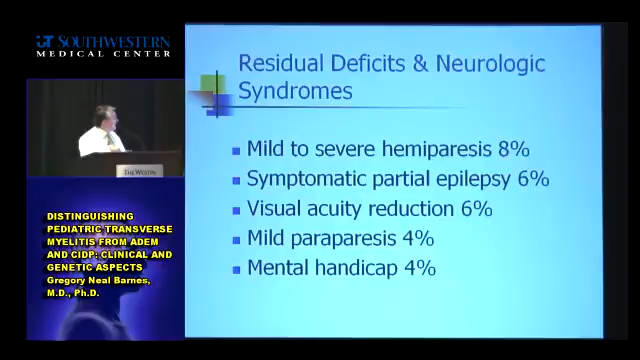 UT SOUTHWESTERN
MEDICAL CENTER
THE WESTIN
DISTINGUISHING
PEDIATRIC TRANSVERSE
MYELITIS FROM ADEM
AND CIDP: CLINICAL AND
GENETIC ASPECTS
Gregory Neal Barnes,
M.D., Ph.D.
Residual Deficits & Neurologic
Syndromes
Mild to severe hemiparesis 8%
Symptomatic partial epilepsy 6%
Visual acuity reduction 6%
Mild paraparesis 4%
Mental handicap 4%